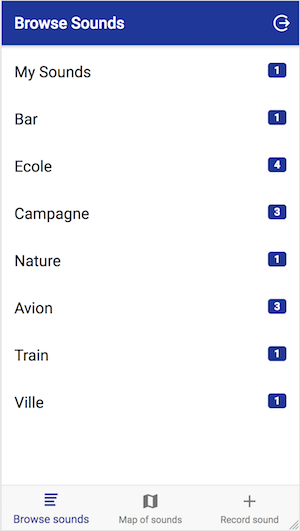 Browse Sounds
My Sounds 1
Bar 1
Ecole 4
Campagne 3
Nature 1
Avion 3
Train 1
Ville 1
Browse sounds Map of sounds Record sound